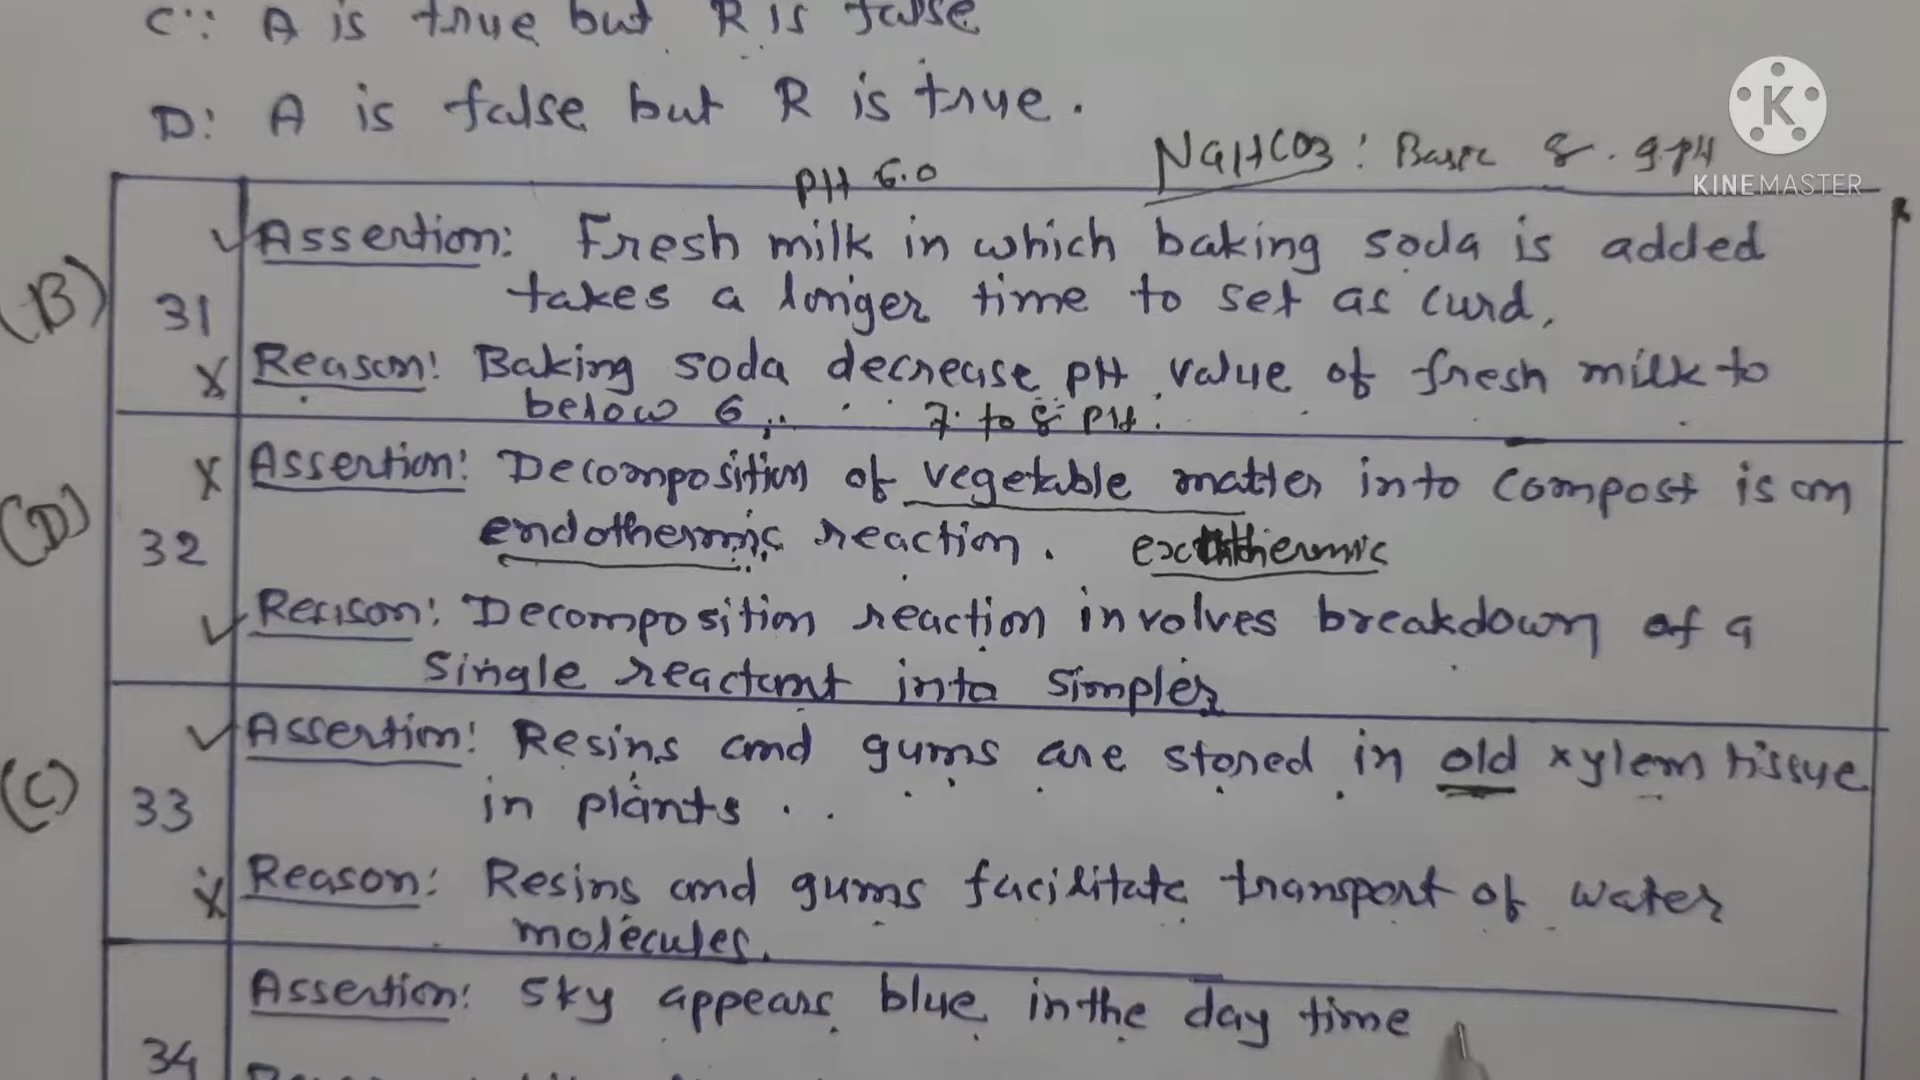 C: A is true but R is false
D: A is false but R is true.
NaHCO3: Basic 8.9 PH
K
KINEMASTER
PH 6.0
Assertion: Fresh milk in which baking soda is added
takes a longer time to set as curd.
(B)
31
Reason: Baking soda decrease pH value of fresh milk to
below 6
7 to 8 PH.
Assertion: Decomposition of vegetable matter into compost is an
endothermic reaction. exothermic
(D)
32
Reason: Decomposition reaction involves breakdown of a
single reactant into simpler
Assertion: Resins and gums are stored in old xylem tissue
in plants
(C)
33
Reason: Resins and gums facilitate transport of water
molecules.
Assertion: Sky appears blue in the day time
34